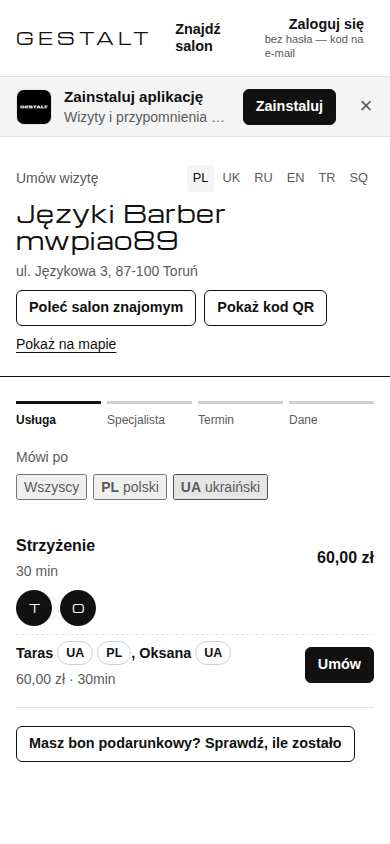 GESTALT
Znajdź salon
Zaloguj się
bez hasła — kod na e-mail
GESTALT
Zainstaluj aplikację
Wizyty i przypomnienia …
Zainstaluj
×
Umów wizytę
PL UK RU EN TR SQ
Języki Barber
mwpiao89
ul. Językowa 3, 87-100 Toruń
Poleć salon znajomym
Pokaż kod QR
Pokaż na mapie
Usługa Specjalista Termin Dane
Mówi po
Wszyscy PL polski UA ukraiński
Strzyżenie
60,00 zł
30 min
T O
Taras UA PL, Oksana UA
60,00 zł · 30min
Umów
Masz bon podarunkowy? Sprawdź, ile zostało